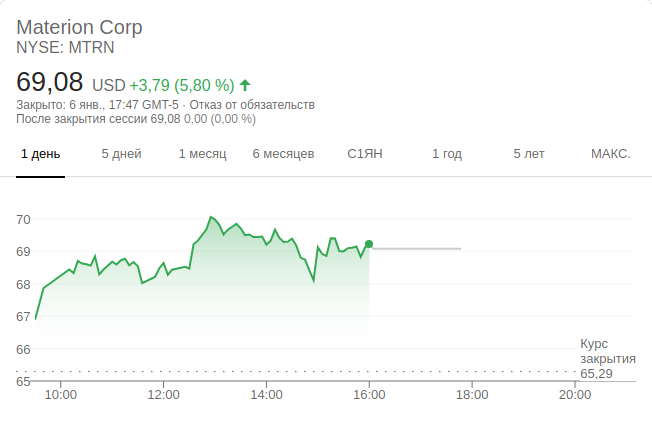 Materion Corp
NYSE: MTRN
69,08 USD +3,79 (5,80 %)
Закрыто: 6 янв., 17:47 GMT-5 · Отказ от обязательств
После закрытия сессии 69,08 0,00 (0,00 %)
1 день 5 дней 1 месяц 6 месяцев С1ЯН 1 год 5 лет МАКС.
70
69
68
67
66
Курс
закрытия
65,29
65
10:00 12:00 14:00 16:00 18:00 20:00